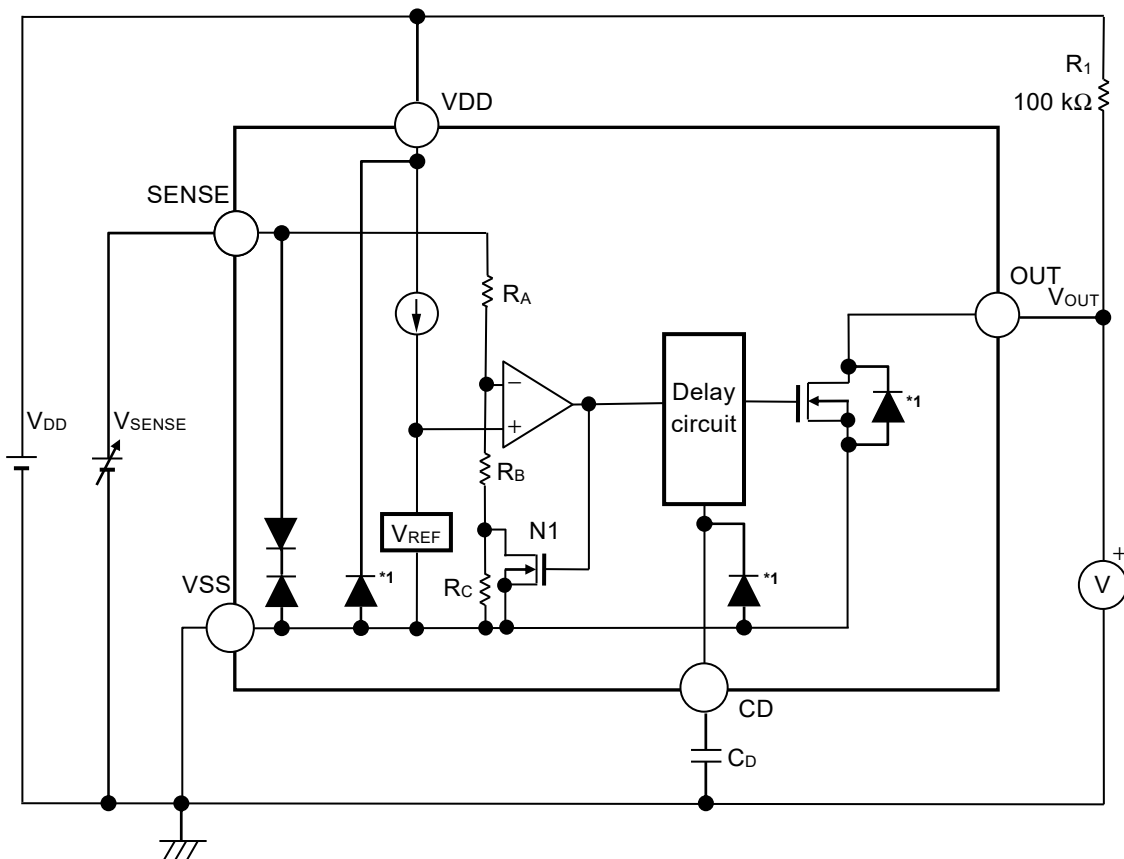 VDD
R1
100 kΩ
SENSE
OUT
VOUT
RA
VDD
VSENSE
−
+
Delay
circuit
*1
RB
VREF
N1
VSS
*1
RC
*1
+
V
CD
CD